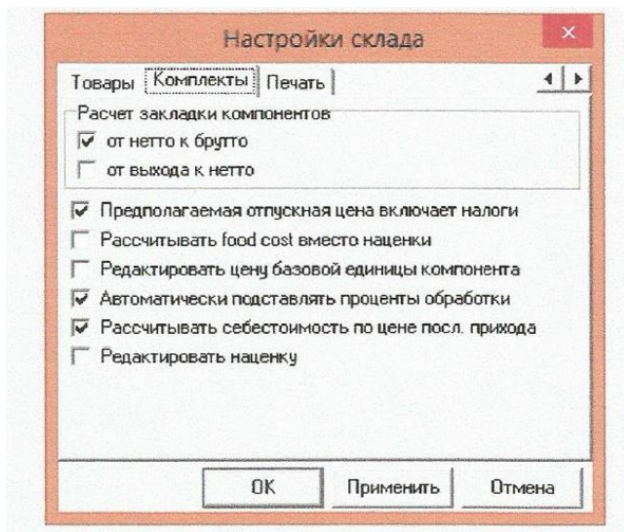 Настройки склада
Товары Комплекты Печать
Расчет закладки компонентов
от нетто к брутто
от выхода к нетто
Предполагаемая отпускная цена включает налоги
Рассчитывать food cost вместо наценки
Редактировать цену базовой единицы компонента
Автоматически подставлять проценты обработки
Рассчитывать себестоимость по цене посл. прихода
Редактировать наценку
OK Применить Отмена